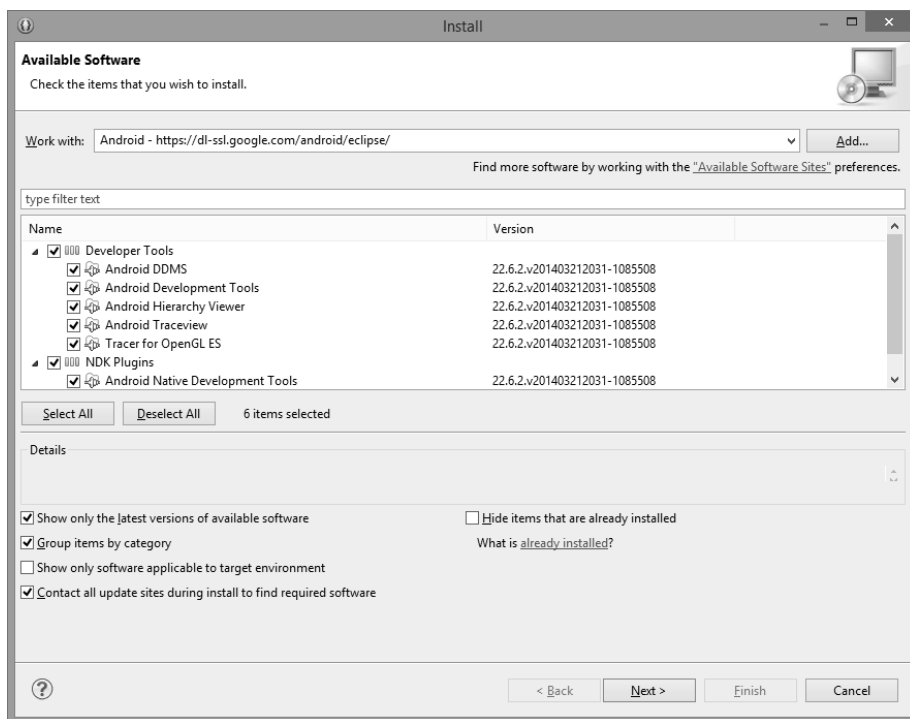 Install
Available Software
Check the items that you wish to install.
Work with: Android - https://dl-ssl.google.com/android/eclipse/ Add...
Find more software by working with the "Available Software Sites" preferences.
type filter text
Name Version
Developer Tools
Android DDMS 22.6.2.v201403212031-1085508
Android Development Tools 22.6.2.v201403212031-1085508
Android Hierarchy Viewer 22.6.2.v201403212031-1085508
Android Traceview 22.6.2.v201403212031-1085508
Tracer for OpenGL ES 22.6.2.v201403212031-1085508
NDK Plugins
Android Native Development Tools 22.6.2.v201403212031-1085508
Select All Deselect All 6 items selected
Details
Show only the latest versions of available software Hide items that are already installed
Group items by category What is already installed?
Show only software applicable to target environment
Contact all update sites during install to find required software
? < Back Next > Finish Cancel